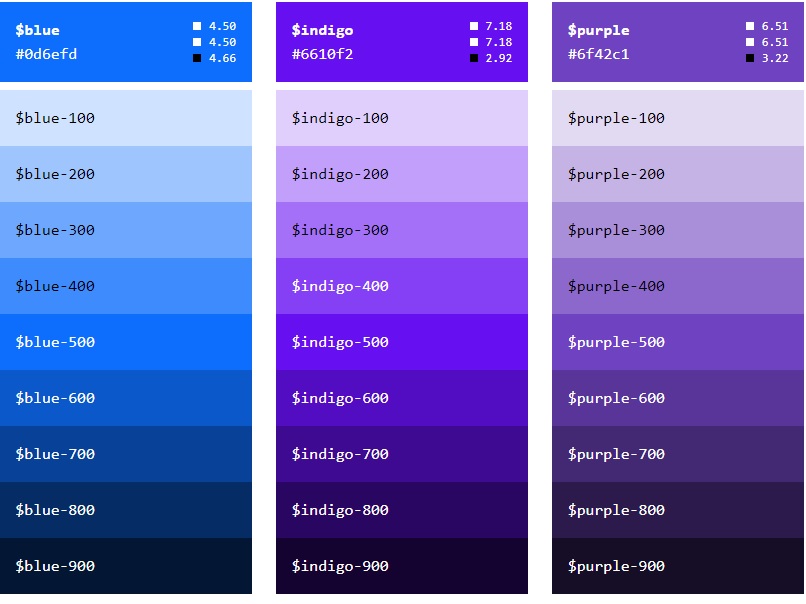 $blue
#0d6efd
4.50
4.50
4.66
$blue-100
$blue-200
$blue-300
$blue-400
$blue-500
$blue-600
$blue-700
$blue-800
$blue-900
$indigo
#6610f2
7.18
7.18
2.92
$indigo-100
$indigo-200
$indigo-300
$indigo-400
$indigo-500
$indigo-600
$indigo-700
$indigo-800
$indigo-900
$purple
#6f42c1
6.51
6.51
3.22
$purple-100
$purple-200
$purple-300
$purple-400
$purple-500
$purple-600
$purple-700
$purple-800
$purple-900